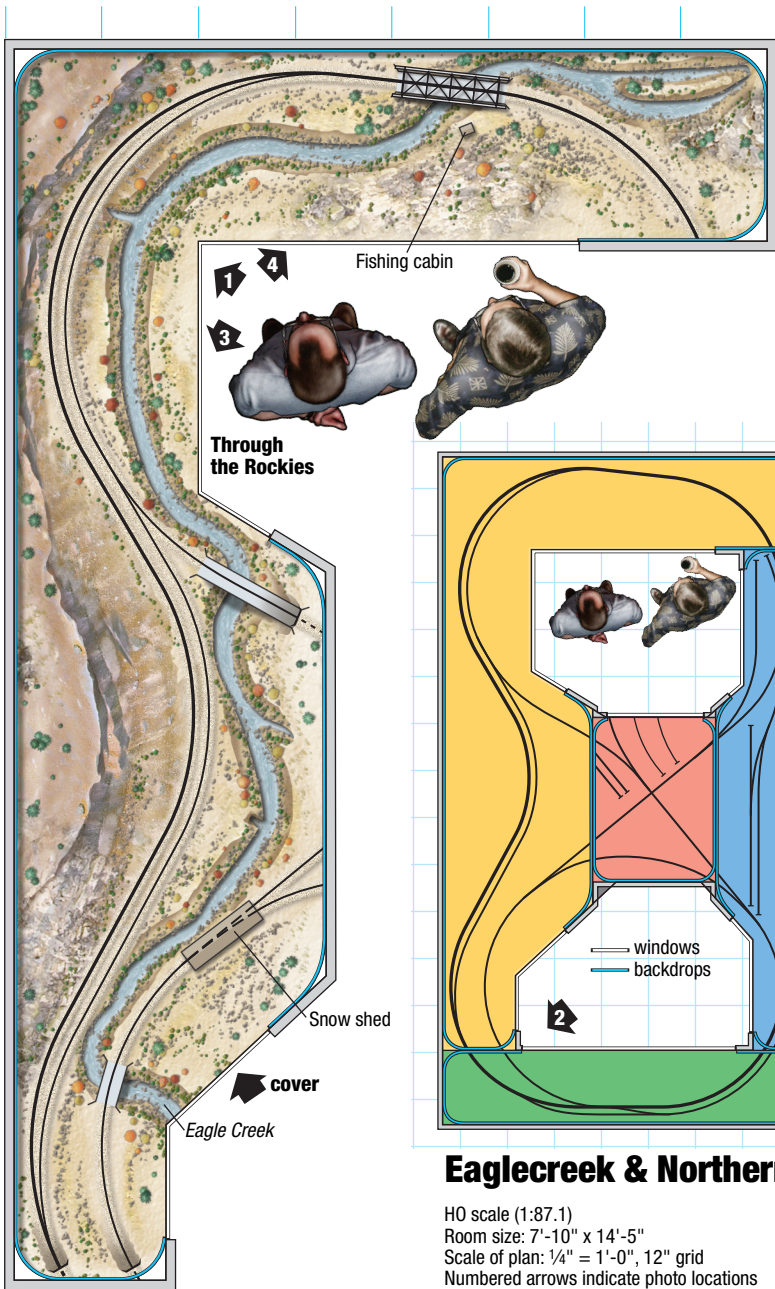 1
4
3
Fishing cabin
Through
the Rockies
windows
backdrops
2
Snow shed
cover
Eagle Creek
Eaglecreek & Northern
HO scale (1:87.1)
Room size: 7'-10" x 14'-5"
Scale of plan: 1/4" = 1'-0", 12" grid
Numbered arrows indicate photo locations